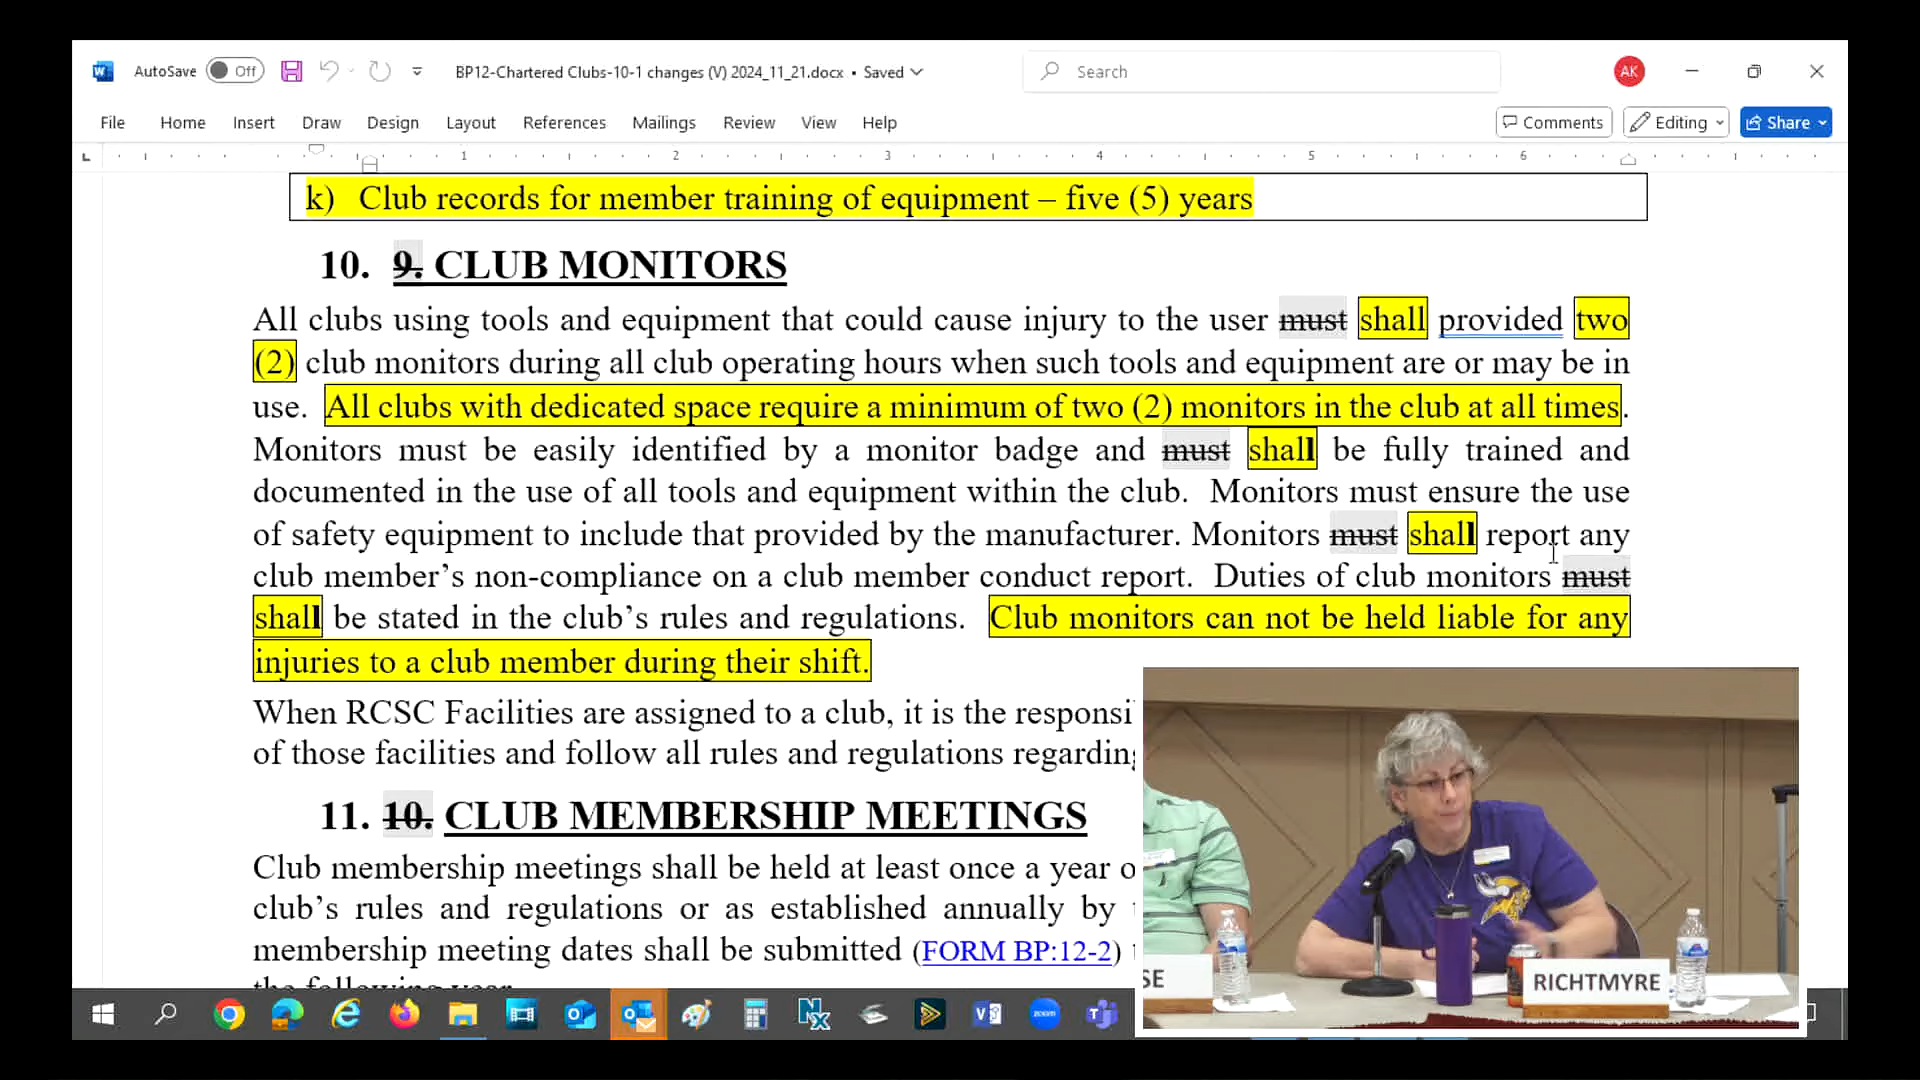 AutoSave Off BP12-Chartered Clubs-10-1 changes (V) 2024_11_21.docx • Saved Search AK
File Home Insert Draw Design Layout References Mailings Review View Help Comments Editing Share
1 2 3 4 5 6
k) Club records for member training of equipment – five (5) years
10. 9. CLUB MONITORS
All clubs using tools and equipment that could cause injury to the user must shall provided two
(2) club monitors during all club operating hours when such tools and equipment are or may be in
use. All clubs with dedicated space require a minimum of two (2) monitors in the club at all times.
Monitors must be easily identified by a monitor badge and must shall be fully trained and
documented in the use of all tools and equipment within the club. Monitors must ensure the use
of safety equipment to include that provided by the manufacturer. Monitors must shall report any
club member’s non-compliance on a club member conduct report. Duties of club monitors must
shall be stated in the club’s rules and regulations. Club monitors can not be held liable for any
injuries to a club member during their shift.
When RCSC Facilities are assigned to a club, it is the responsi
of those facilities and follow all rules and regulations regarding
11. 10. CLUB MEMBERSHIP MEETINGS
Club membership meetings shall be held at least once a year o
club’s rules and regulations or as established annually by
membership meeting dates shall be submitted (FORM BP:12-2)
the following year
SE
RICHTMYRE
zoom